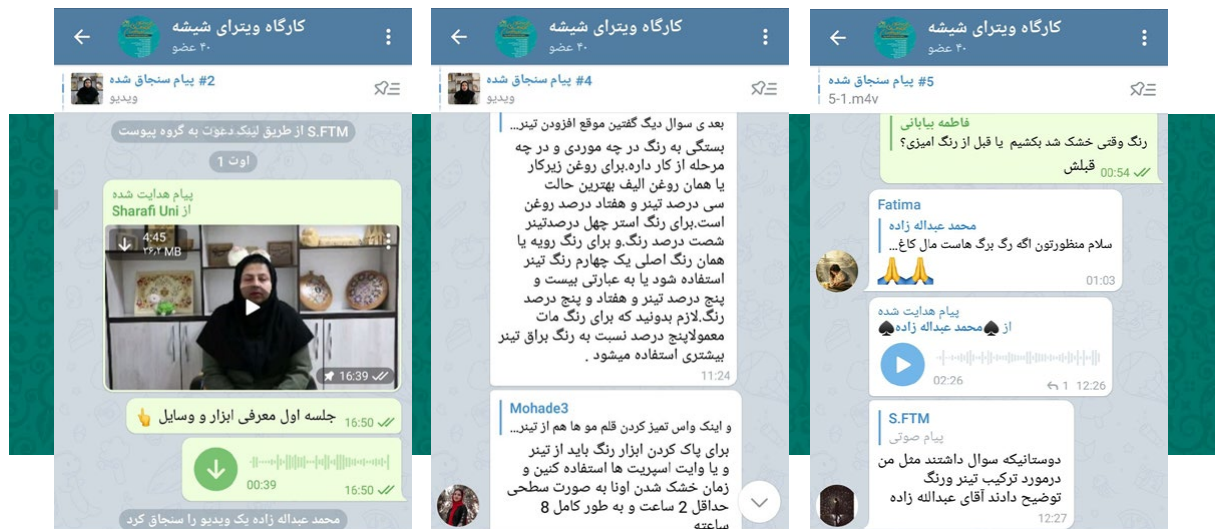 کارگاه ویترای شیشه
۴۰ عضو
#2 پیام سنجاق شده
ویدیو
S.FTM از طریق لینک دعوت به گروه پیوست
اوت 1
پیام هدایت شده
از Sharafi Uni
4:45
۲۶٫۲ MB
16:39
جلسه اول معرفی ابزار و وسایل 👆
16:50
00:39
16:50
محمد عبداله زاده یک ویدیو را سنجاق کرد
کارگاه ویترای شیشه
۴۰ عضو
#4 پیام سنجاق شده
ویدیو
بعد ی سوال دیگ گفتین موقع افزودن تینر...
بستگی به رنگ در چه موردی و در چه
مرحله از کار داره.برای روغن زیرکار
یا همان روغن الیف بهترین حالت
سی درصد تینر و هفتاد درصد روغن
است.برای رنگ استر چهل درصدتینر
شصت درصد رنگ.و برای رنگ رویه یا
همان رنگ اصلی یک چهارم رنگ تینر
استفاده شود یا به عبارتی بیست و
پنج درصد تینر و هفتاد و پنج درصد
رنگ.لازم بدونید که برای رنگ مات
معمولاپنج درصد نسبت به رنگ براق تینر
بیشتری استفاده میشود .
11:24
Mohade3
و اینک واس تمیز کردن قلم مو ها هم از تینر...
برای پاک کردن ابزار رنگ باید از تینر
و یا وایت اسپریت ها استفاده کنین و
زمان خشک شدن اونا به صورت سطحی
حداقل 2 ساعت و به طور کامل 8
ساعته
کارگاه ویترای شیشه
۴۰ عضو
#5 پیام سنجاق شده
5-1.m4v
فاطمه بیابانی
رنگ وقتی خشک شد بکشیم یا قبل از رنگ امیزی؟
قبلش
00:54
Fatima
محمد عبداله زاده
سلام منظورتون اگه رگ برگ هاست مال کاغ...
🙏🙏
01:03
پیام هدایت شده
از ♠محمد عبداله زاده♠
02:26
1 12:26
S.FTM
پیام صوتی
دوستانیکه سوال داشتند مثل من
درمورد ترکیب تینر ورنگ
توضیح دادند آقای عبدالله زاده
12:27